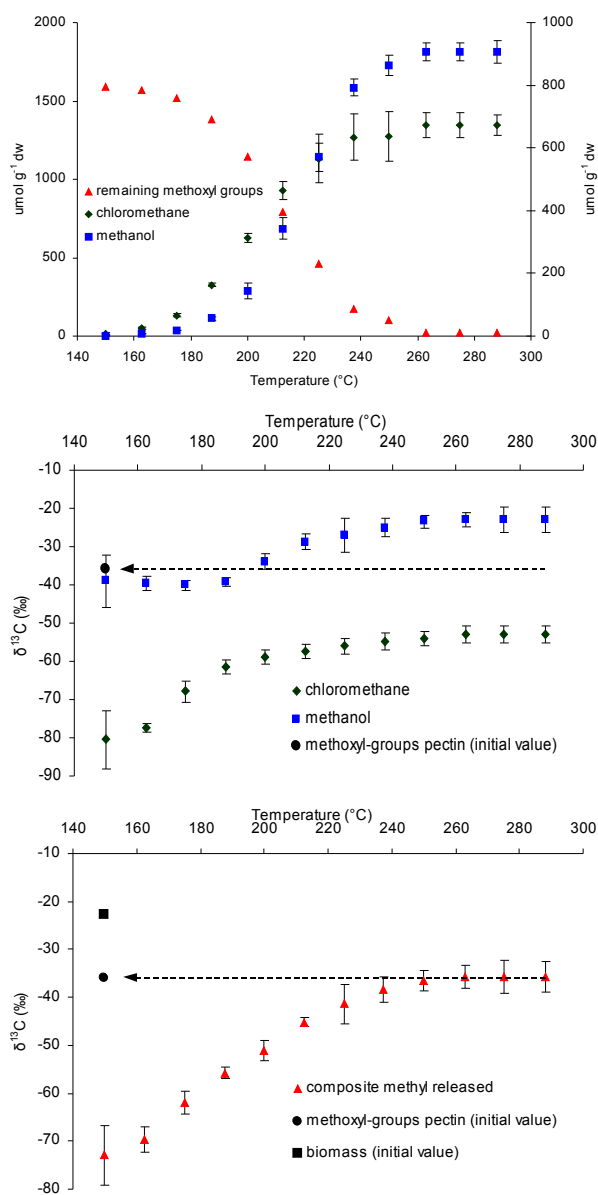 2000
1500
1000
500
0
umol g-1 dw
1000
800
600
400
200
0
umol g-1 dw
remaining methoxyl groups
chloromethane
methanol
140 160 180 200 220 240 260 280 300
Temperature (°C)
Temperature (°C)
140 160 180 200 220 240 260 280 300
-10
-20
-30
-40
-50
-60
-70
-80
-90
δ13C (‰)
chloromethane
methanol
methoxyl-groups pectin (initial value)
Temperature (°C)
140 160 180 200 220 240 260 280 300
-10
-20
-30
-40
-50
-60
-70
-80
δ13C (‰)
composite methyl released
methoxyl-groups pectin (initial value)
biomass (initial value)